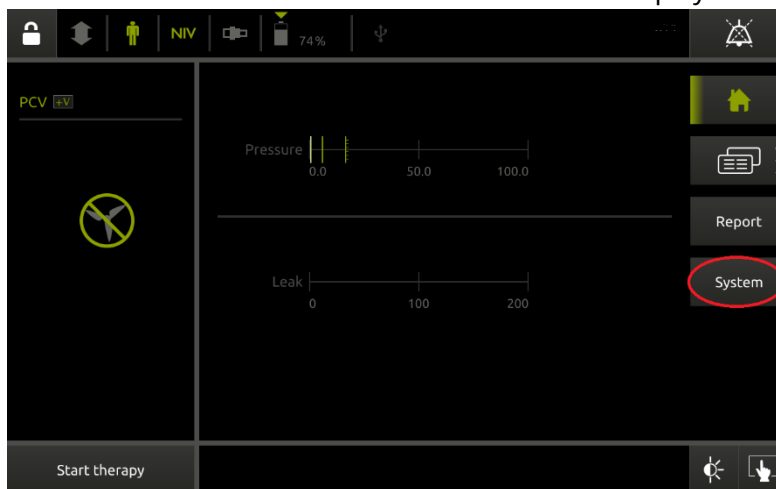 NIV
74%
PCV +V
Pressure
0.0 50.0 100.0
Report
Leak
0 100 200
System
Start therapy